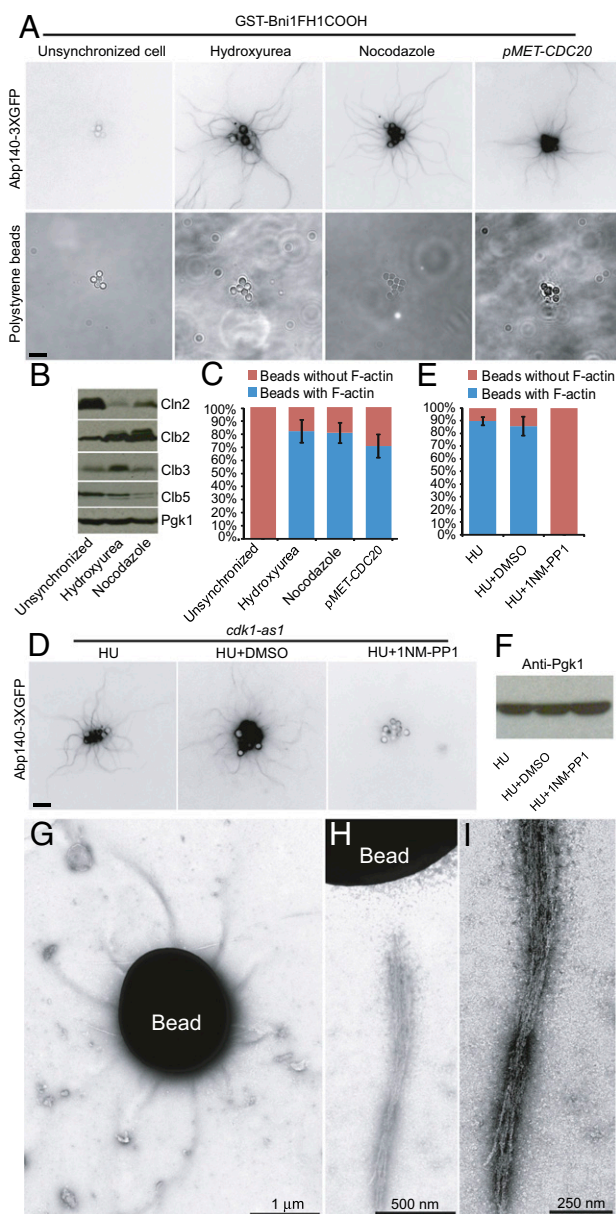 A
GST-Bni1FH1COOH
Unsynchronized cell
Hydroxyurea
Nocodazole
pMET-CDC20
Abp140-3XGFP
Polystyrene beads
B
Cln2
Clb2
Clb3
Clb5
Pgk1
Unsynchronized
Hydroxyurea
Nocodazole
C
Beads without F-actin
Beads with F-actin
100%
90%
80%
70%
60%
50%
40%
30%
20%
10%
0%
Unsynchronized
Hydroxyurea
Nocodazole
pMET-CDC20
E
Beads without F-actin
Beads with F-actin
100%
90%
80%
70%
60%
50%
40%
30%
20%
10%
0%
HU
HU+DMSO
HU+1NM-PP1
D
cdk1-as1
HU
HU+DMSO
HU+1NM-PP1
Abp140-3XGFP
F
Anti-Pgk1
HU
HU+DMSO
HU+1NM-PP1
G
Bead
1 μm
H
Bead
500 nm
I
250 nm